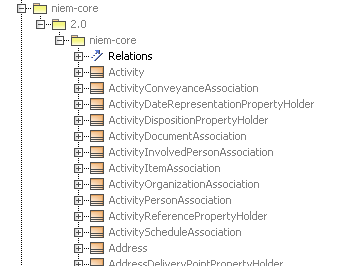 niem-core
2.0
niem-core
Relations
Activity
ActivityConveyanceAssociation
ActivityDateRepresentationPropertyHolder
ActivityDispositionPropertyHolder
ActivityDocumentAssociation
ActivityInvolvedPersonAssociation
ActivityItemAssociation
ActivityOrganizationAssociation
ActivityPersonAssociation
ActivityReferencePropertyHolder
ActivityScheduleAssociation
Address
AddressDeliveryPointPropertyHolder